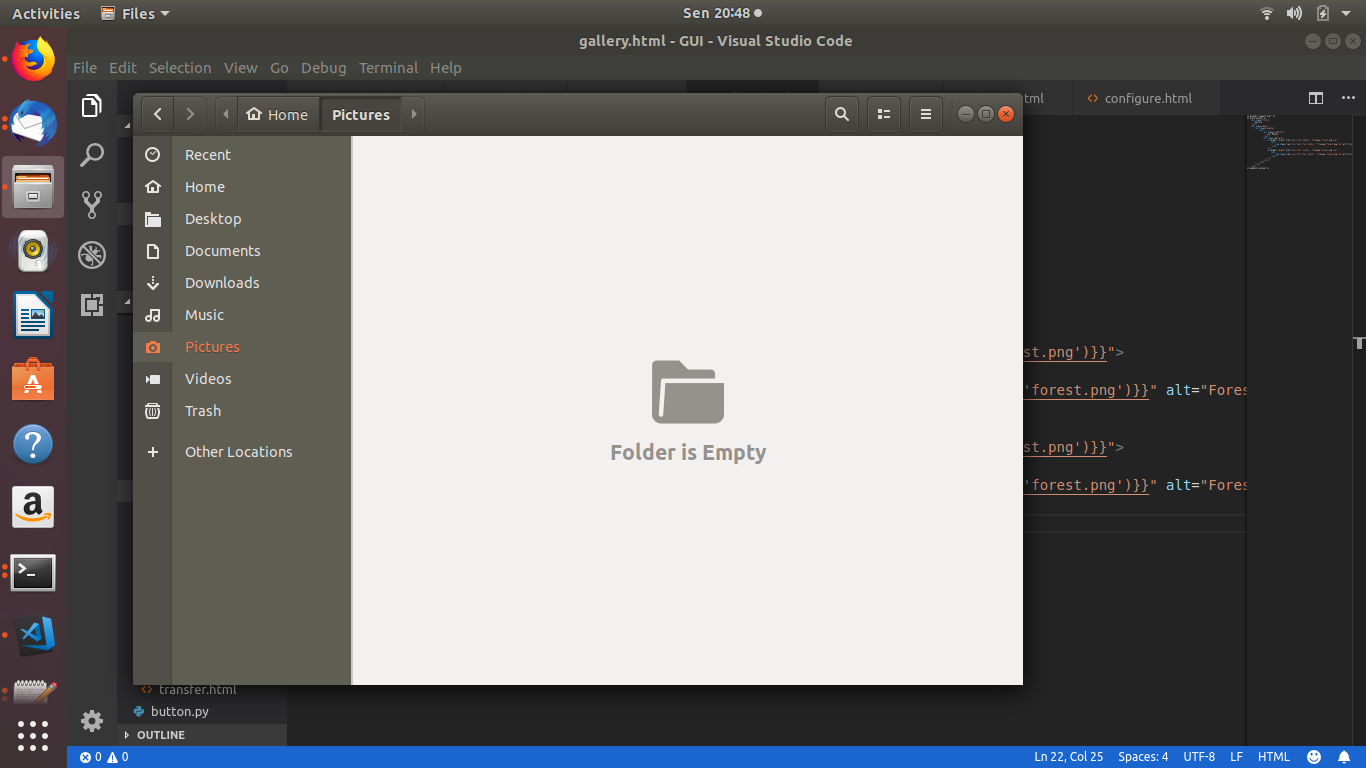 Activities Files Sen 20:48
gallery.html - GUI - Visual Studio Code
File Edit Selection View Go Debug Terminal Help
Home Pictures
configure.html
Recent
Home
Desktop
Documents
Downloads
Music
Pictures
Videos
Trash
Other Locations
Folder is Empty
st.png')}}">
'forest.png')}}" alt="Fores
st.png')}}">
'forest.png')}}" alt="Fores
transfer.html
button.py
OUTLINE
0 0 Ln 22, Col 25 Spaces: 4 UTF-8 LF HTML